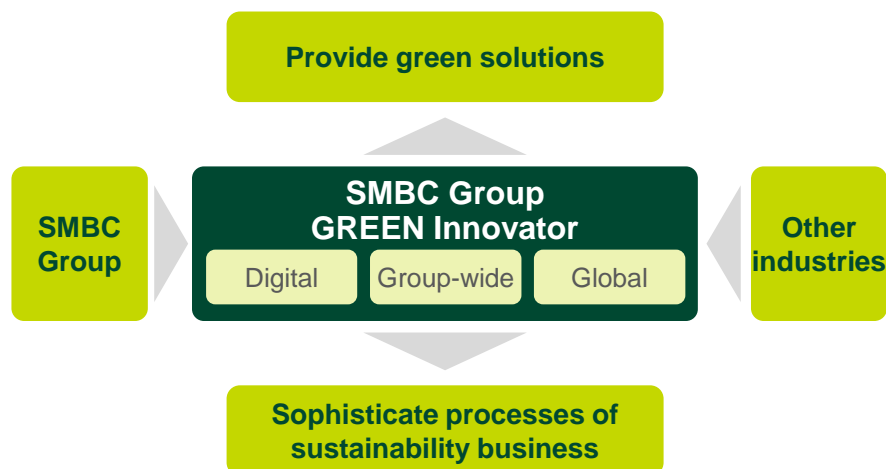 Provide green solutions
SMBC
Group
SMBC Group
GREEN Innovator
Digital
Group-wide
Global
Other
industries
Sophisticate processes of
sustainability business